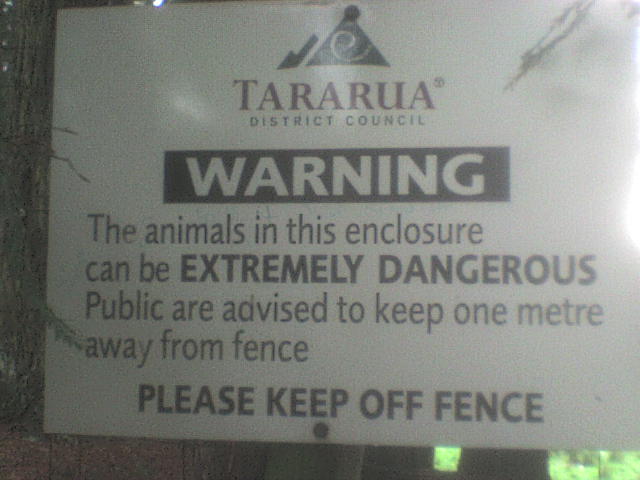 TARARUA®
DISTRICT COUNCIL
WARNING
The animals in this enclosure
can be EXTREMELY DANGEROUS
Public are advised to keep one metre
away from fence
PLEASE KEEP OFF FENCE